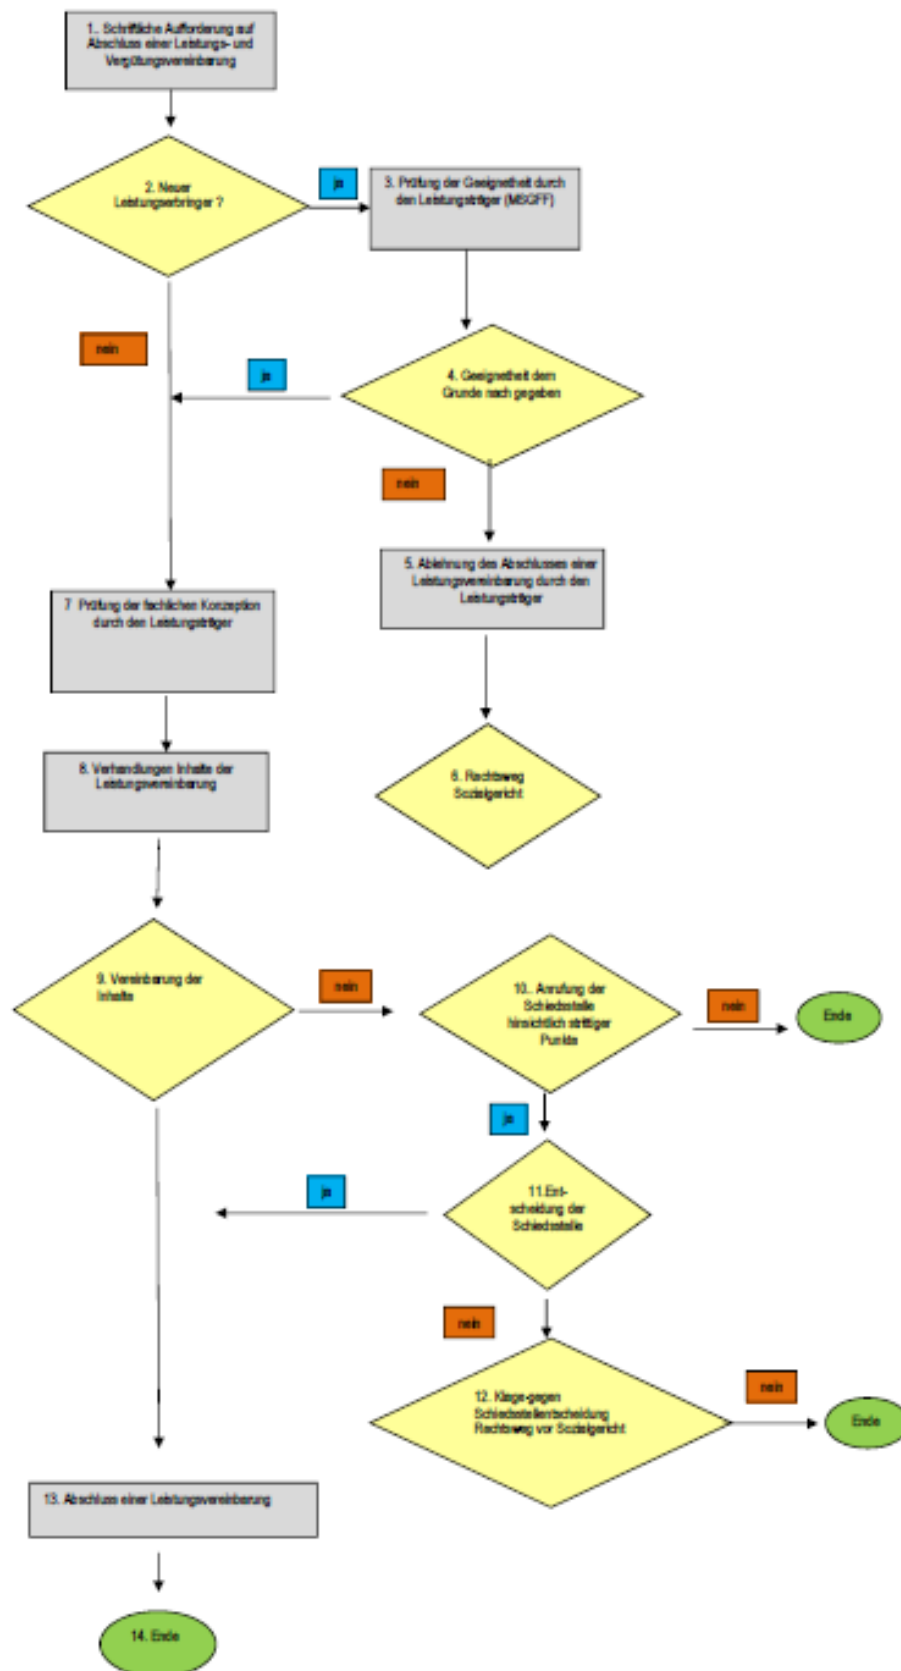 1.. Schriftliche Aufforderung auf
Abschluss einer Leistungs- und
Vergütungsvereinbarung
2. Neuer
Leistungserbringer ?
ja
3. Prüfung der Geeignetheit durch
den Leistungsträger (MSGFF)
nein
ja
4. Geeignetheit dem
Grunde nach gegeben
nein
5. Ablehnung des Abschlusses einer
Leistungsvereinbarung durch den
Leistungsträger
7 Prüfung der fachlichen Konzeption
durch den Leistungsträger
6. Rechtsweg
Sozialgericht
8. Verhandlungen Inhalte der
Leistungsvereinbarung
9. Vereinbarung der
Inhalte
nein
10.. Anrufung der
Schiedsstelle
hinsichtlich strittiger
Punkte
nein
Ende
ja
ja
11.Ent-
scheidung der
Schiedsstelle
nein
12. Klage-gegen
Schiedsstellentscheidung
Rechtsweg vor Sozialgericht
nein
Ende
13. Abschluss einer Leistungsvereinbarung
14. Ende